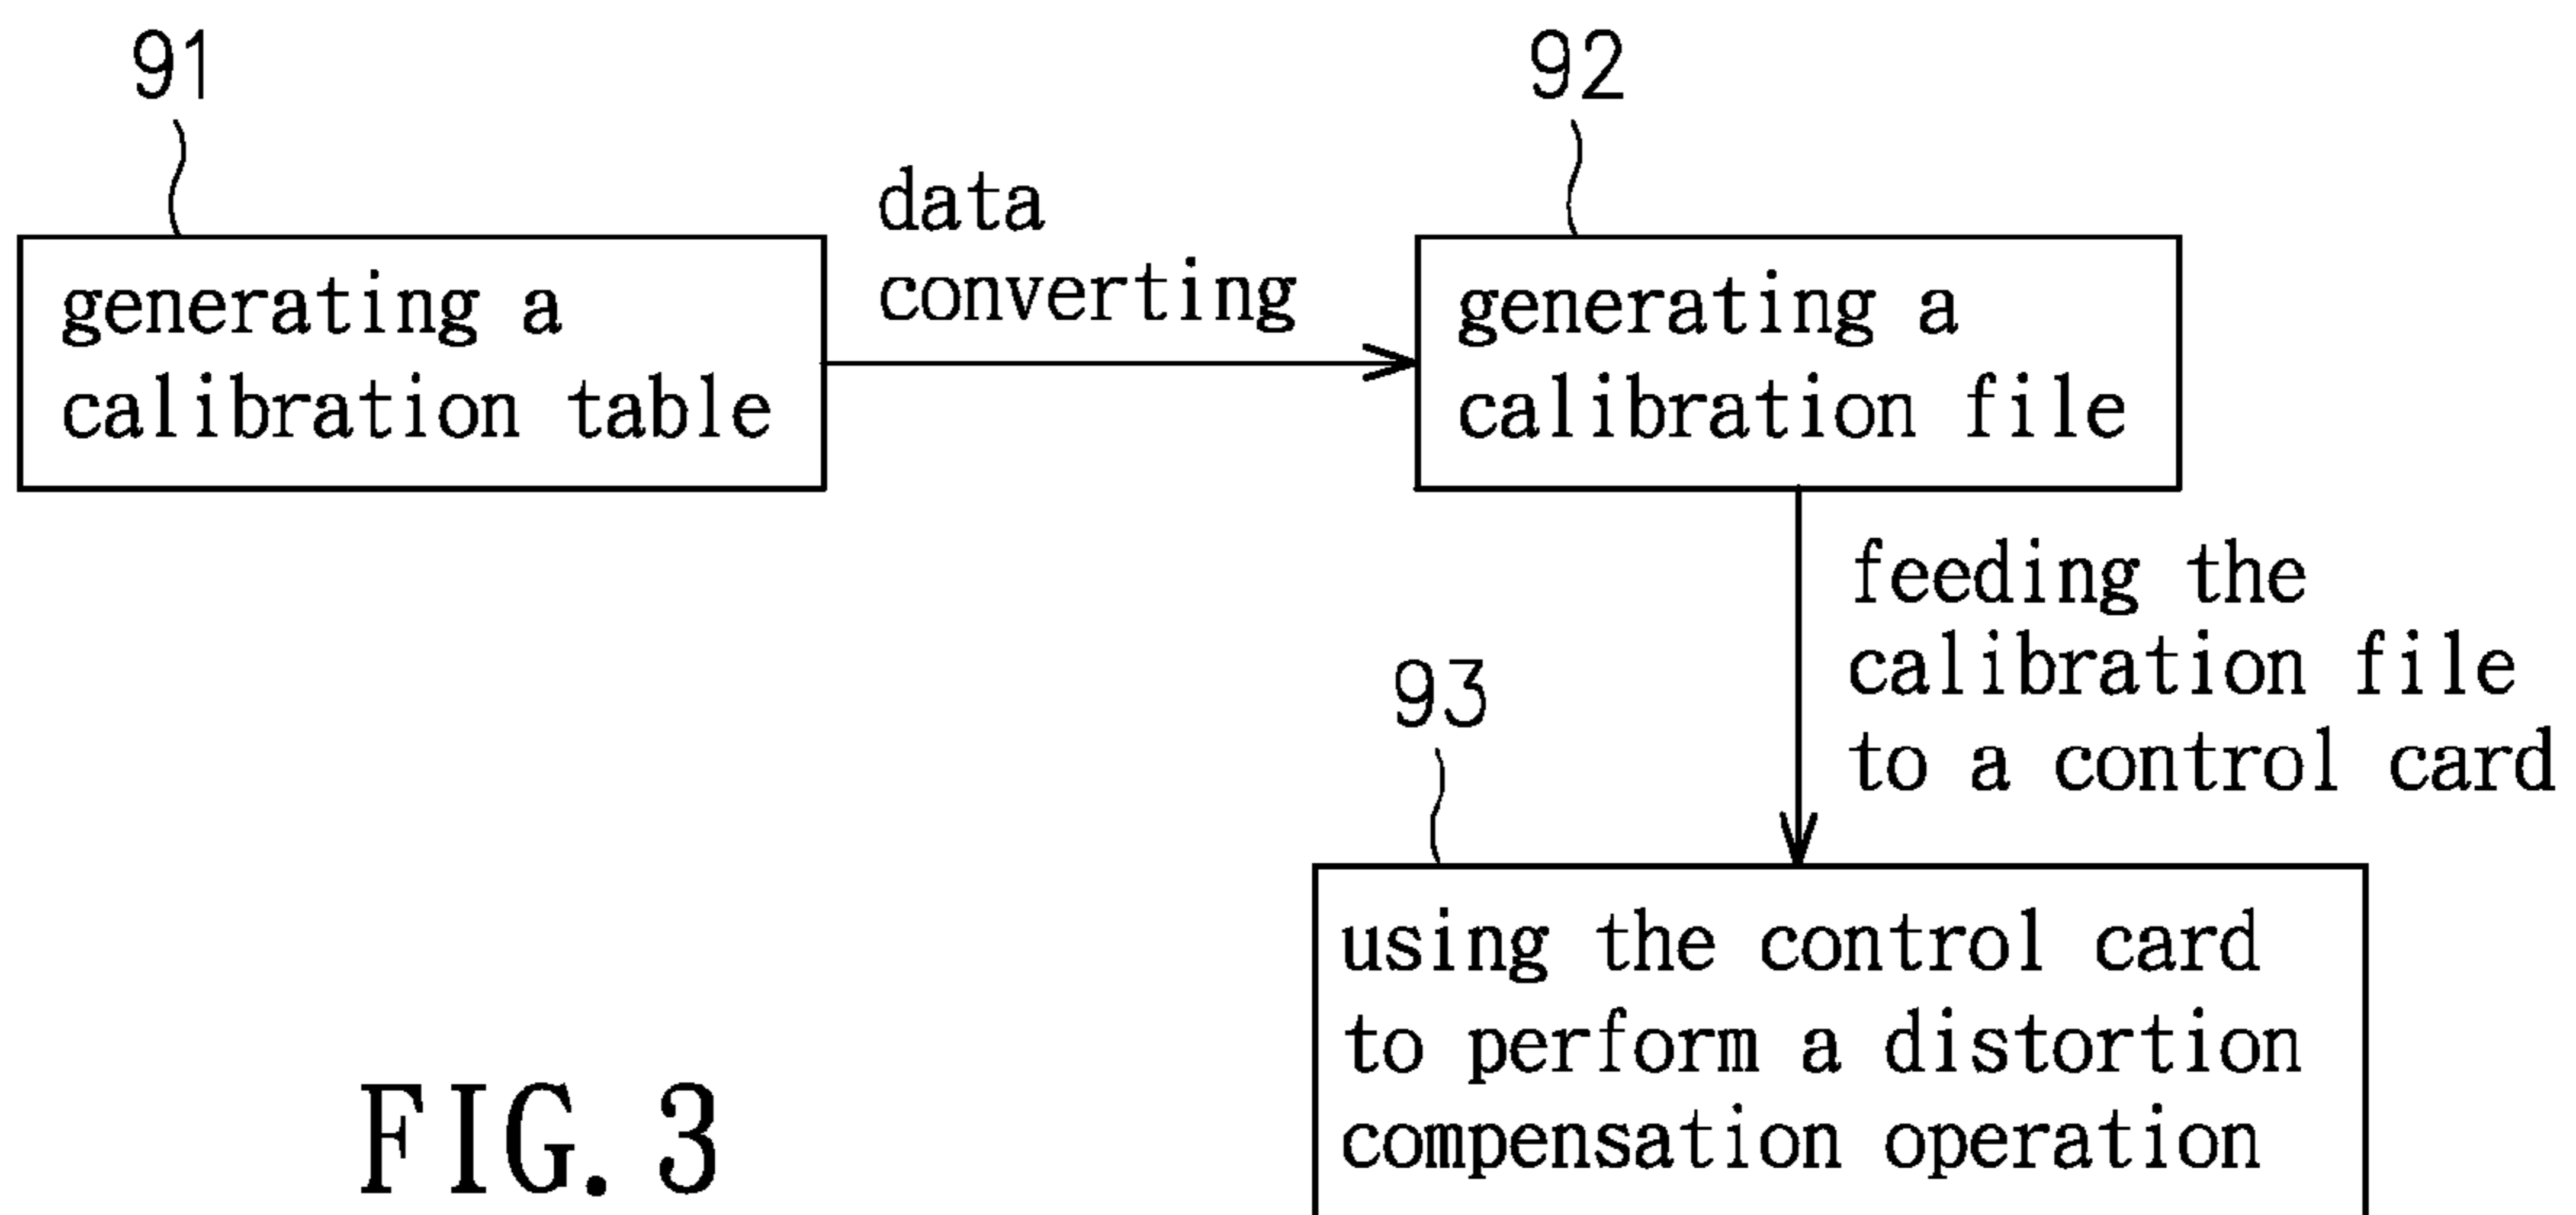 91
generating a
calibration table
data
converting
92
generating a
calibration file
feeding the
calibration file
to a control card
93
using the control card
to perform a distortion
compensation operation
FIG. 3